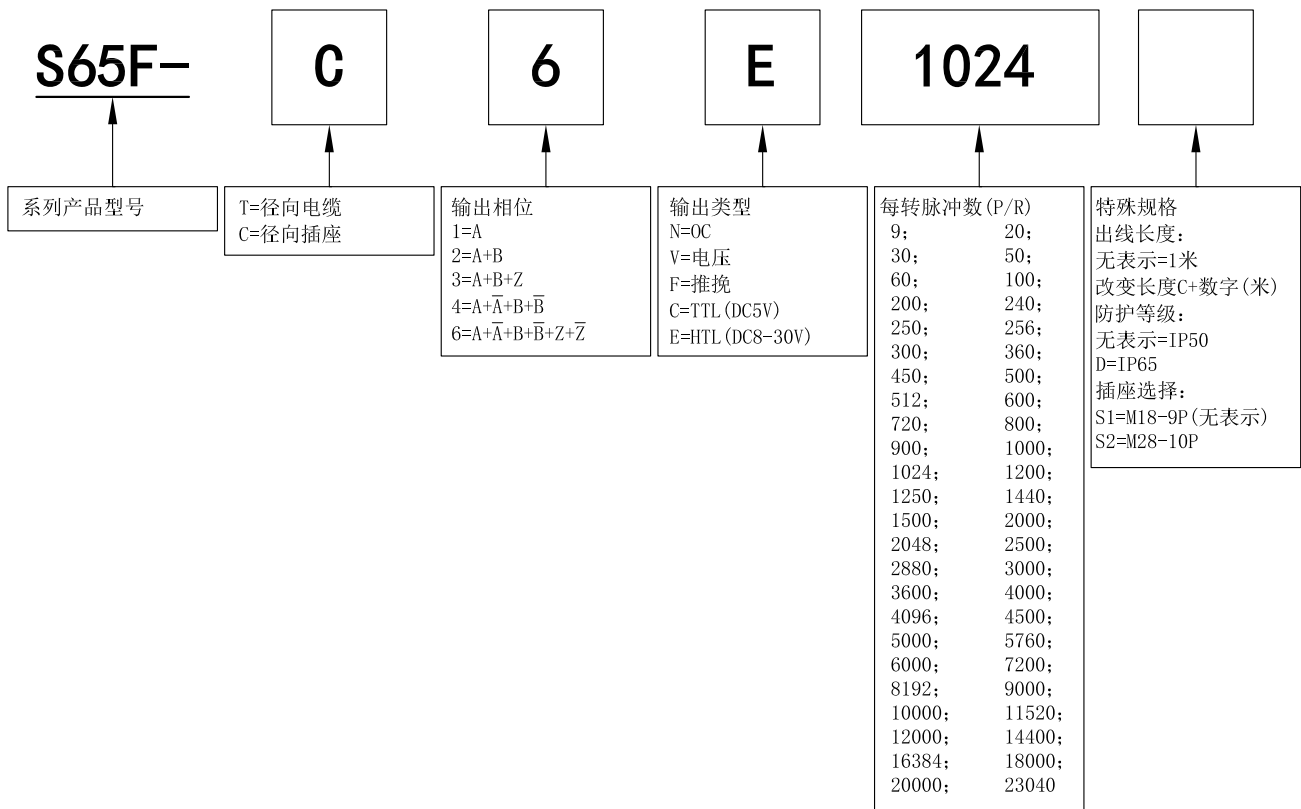 S65F-
C
6
E
1024
系列产品型号
T=径向电缆
C=径向插座
输出相位
1=A
2=A+B
3=A+B+Z
4=A+A̅+B+B̅
6=A+A̅+B+B̅+Z+Z̅
输出类型
N=OC
V=电压
F=推挽
C=TTL(DC5V)
E=HTL(DC8-30V)
每转脉冲数(P/R)
9; 20;
30; 50;
60; 100;
200; 240;
250; 256;
300; 360;
450; 500;
512; 600;
720; 800;
900; 1000;
1024; 1200;
1250; 1440;
1500; 2000;
2048; 2500;
2880; 3000;
3600; 4000;
4096; 4500;
5000; 5760;
6000; 7200;
8192; 9000;
10000; 11520;
12000; 14400;
16384; 18000;
20000; 23040
特殊规格
出线长度:
无表示=1米
改变长度C+数字(米)
防护等级:
无表示=IP50
D=IP65
插座选择:
S1=M18-9P(无表示)
S2=M28-10P